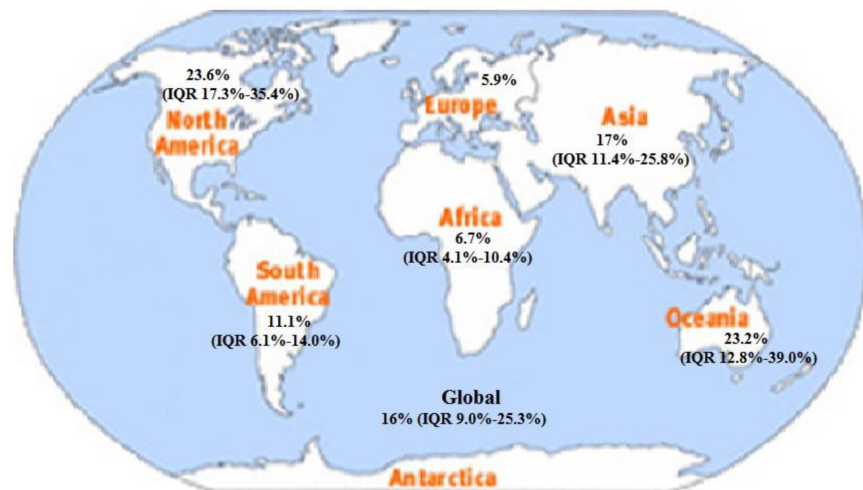 23.6%
(IQR 17.3%-35.4%)
North
America
5.9%
Europe
Asia
17%
(IQR 11.4%-25.8%)
Africa
6.7%
(IQR 4.1%-10.4%)
South
America
11.1%
(IQR 6.1%-14.0%)
Oceania
23.2%
(IQR 12.8%-39.0%)
Global
16% (IQR 9.0%-25.3%)
Antarctica